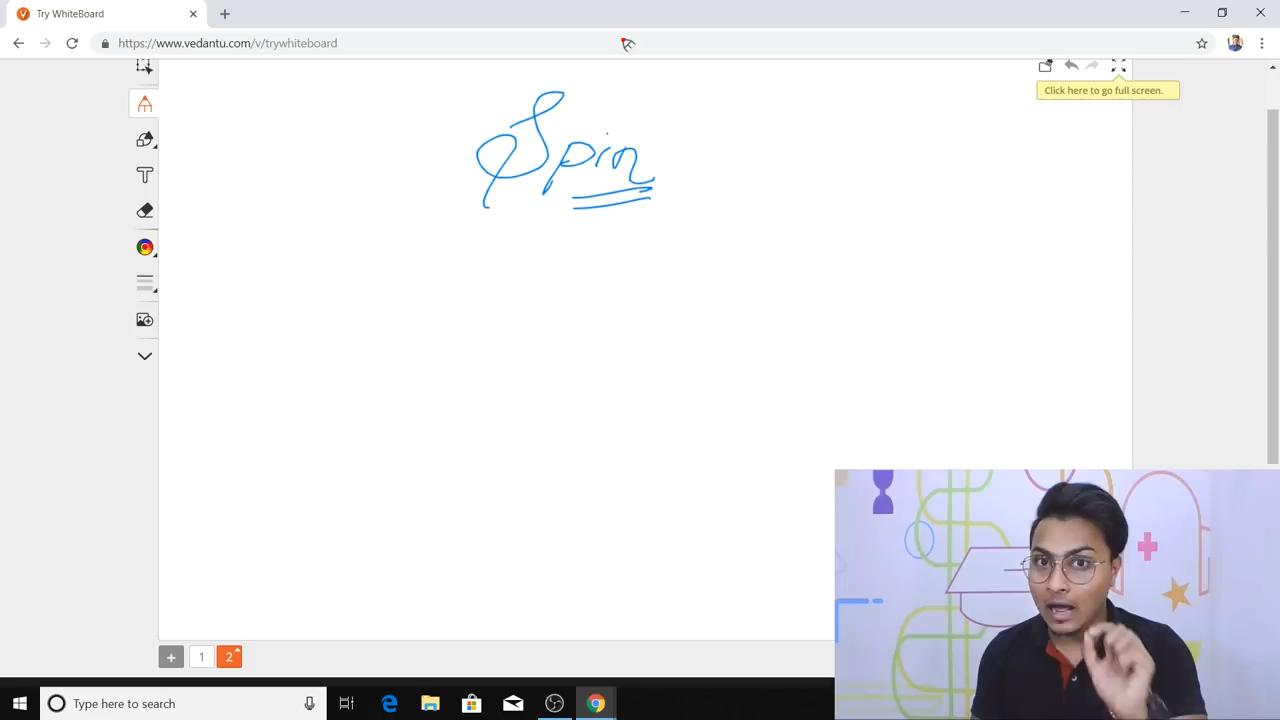 Try WhiteBoard
https://www.vedantu.com/v/trywhiteboard
Click here to go full screen.
Spin
1 2
Type here to search